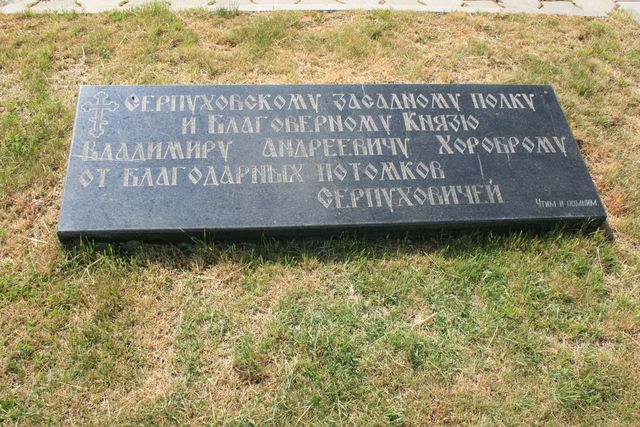 Серпуховскому засадному полку
и Благоверному Князю
Владимиру Андреевичу Хороброму
от благодарных потомков
серпуховичей
Чтим и помним